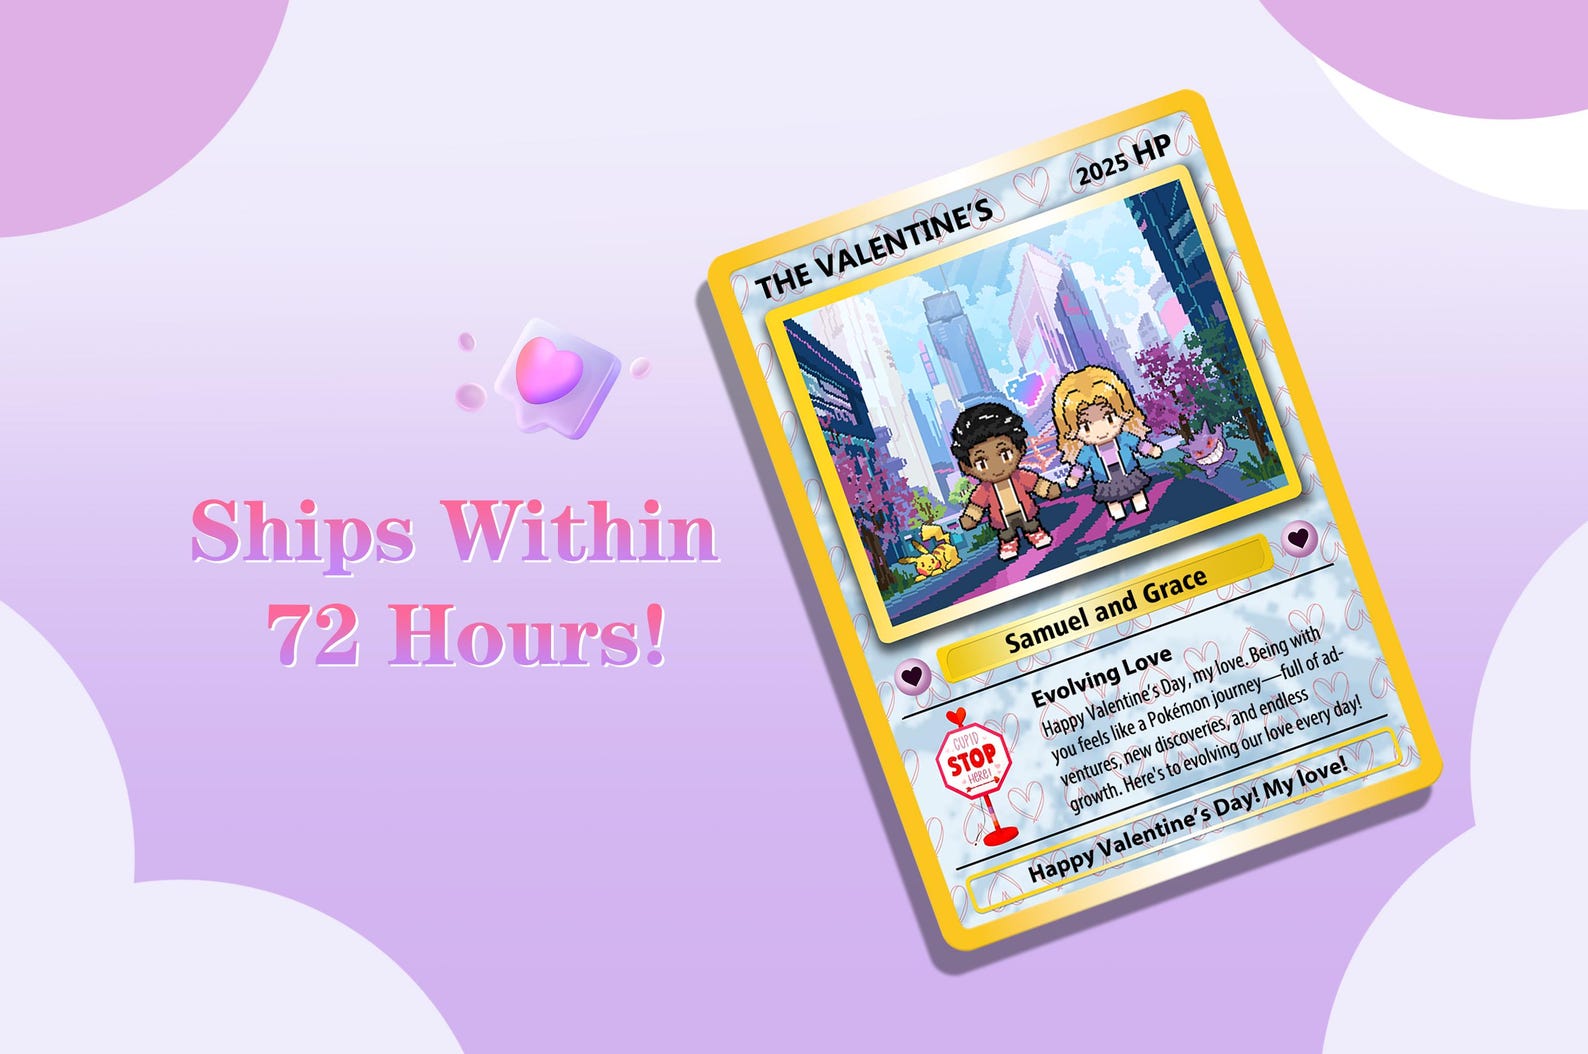 Ships Within
72 Hours!
THE VALENTINE'S
2025 HP
Samuel and Grace
Evolving Love
Happy Valentine's Day, my love. Being with
you feels like a Pokémon journey—full of ad-
ventures, new discoveries, and endless
growth. Here's to evolving our love every day!
CUPID
STOP
HERE!
Happy Valentine's Day! My love!